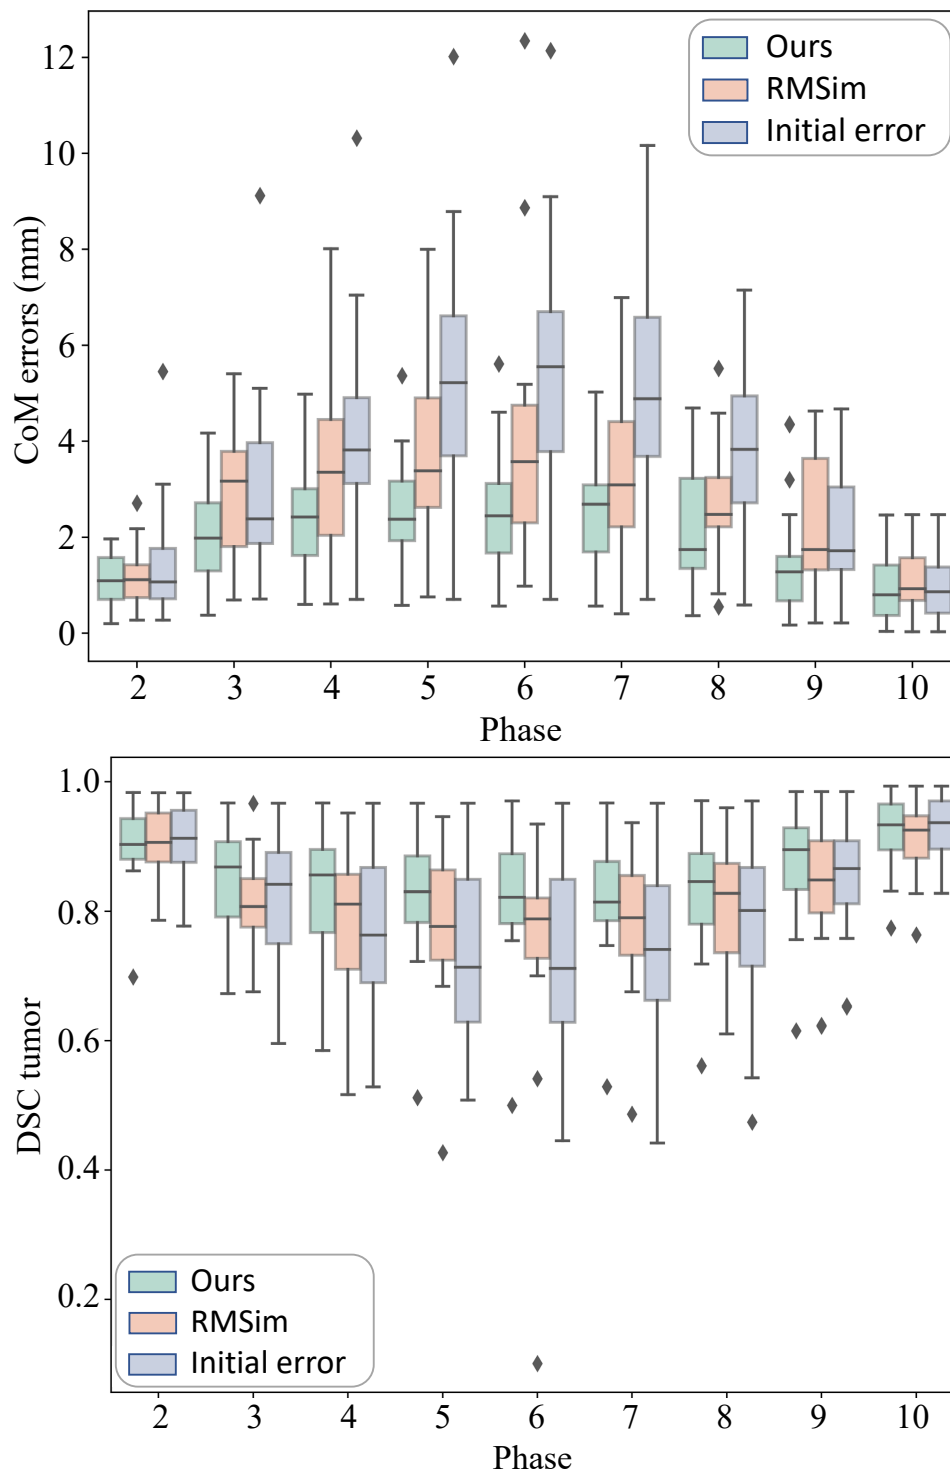 Ours
RMSim
Initial error
12
10
8
6
4
2
0
CoM errors (mm)
2 3 4 5 6 7 8 9 10
Phase
1.0
0.8
0.6
0.4
0.2
DSC tumor
Ours
RMSim
Initial error
2 3 4 5 6 7 8 9 10
Phase